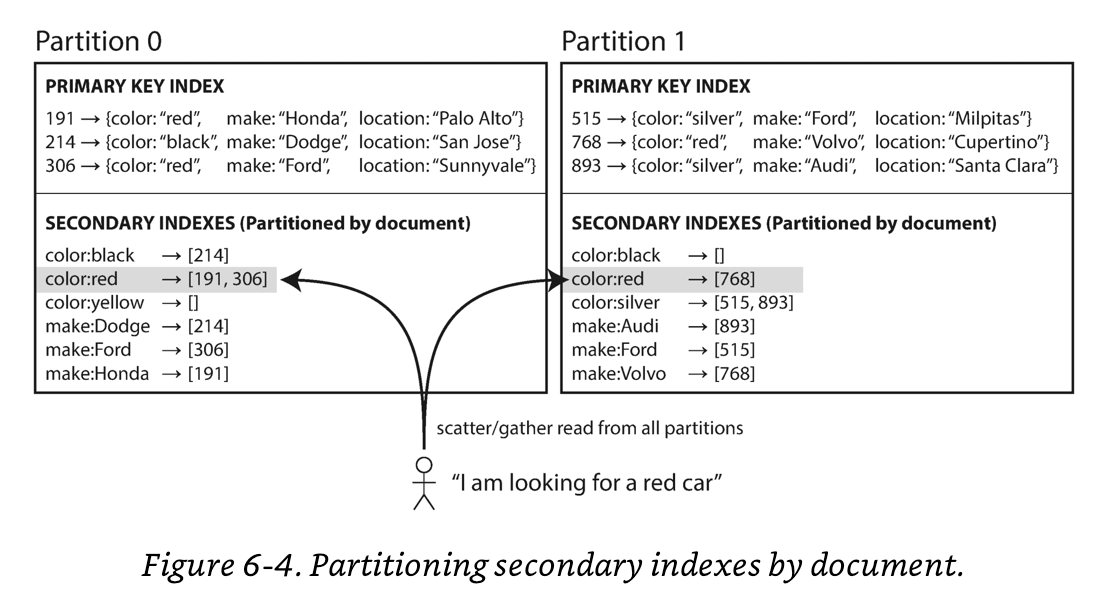 Partition 0
PRIMARY KEY INDEX
191 → {color: “red”, make: “Honda”, location: “Palo Alto”}
214 → {color: “black”, make: “Dodge”, location: “San Jose”}
306 → {color: “red”, make: “Ford”, location: “Sunnyvale”}
SECONDARY INDEXES (Partitioned by document)
color:black → [214]
color:red → [191, 306]
color:yellow → []
make:Dodge → [214]
make:Ford → [306]
make:Honda → [191]
Partition 1
PRIMARY KEY INDEX
515 → {color: “silver”, make: “Ford”, location: “Milpitas”}
768 → {color: “red”, make: “Volvo”, location: “Cupertino”}
893 → {color: “silver”, make: “Audi”, location: “Santa Clara”}
SECONDARY INDEXES (Partitioned by document)
color:black → []
color:red → [768]
color:silver → [515, 893]
make:Audi → [893]
make:Ford → [515]
make:Volvo → [768]
scatter/gather read from all partitions
“I am looking for a red car”
Figure 6-4. Partitioning secondary indexes by document.